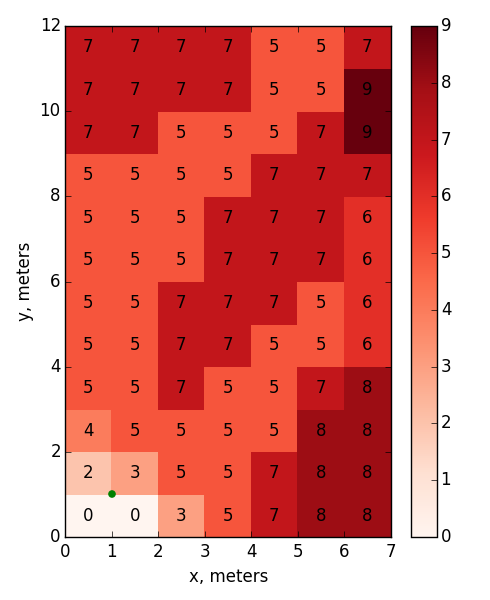 12
7 7 7 7 5 5 7
7 7 7 7 5 5 9
10
7 7 5 5 5 7 9
5 5 5 5 7 7 7
8
5 5 5 7 7 7 6
5 5 5 7 7 7 6
6
5 5 7 7 7 5 6
5 5 7 7 5 5 6
4
5 5 7 5 5 7 8
4 5 5 5 5 8 8
2
2 3 5 5 7 8 8
0 0 3 5 7 8 8
0
0 1 2 3 4 5 6 7
x, meters
y, meters
9
8
7
6
5
4
3
2
1
0